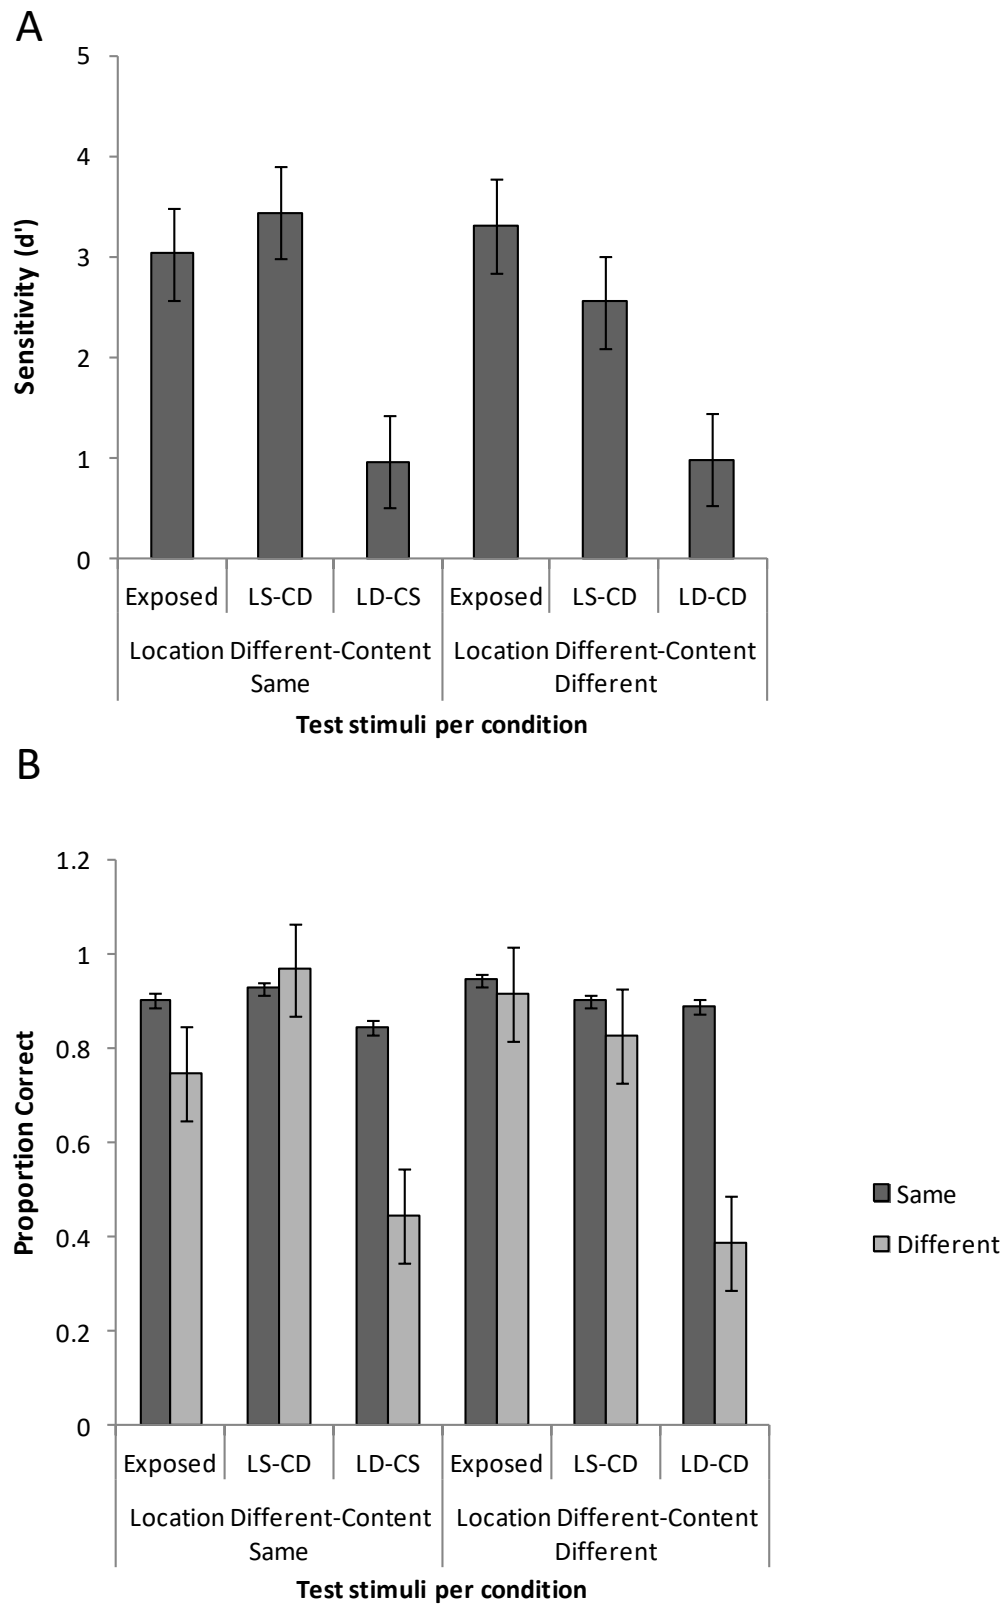 A
5
4
3
2
1
0
Sensitivity (d')
Exposed LS-CD LD-CS Exposed LS-CD LD-CD
Location Different-Content Location Different-Content
Same Different
Test stimuli per condition
B
1.2
1
0.8
0.6
0.4
0.2
0
Proportion Correct
Same
Different
Exposed LS-CD LD-CS Exposed LS-CD LD-CD
Location Different-Content Location Different-Content
Same Different
Test stimuli per condition